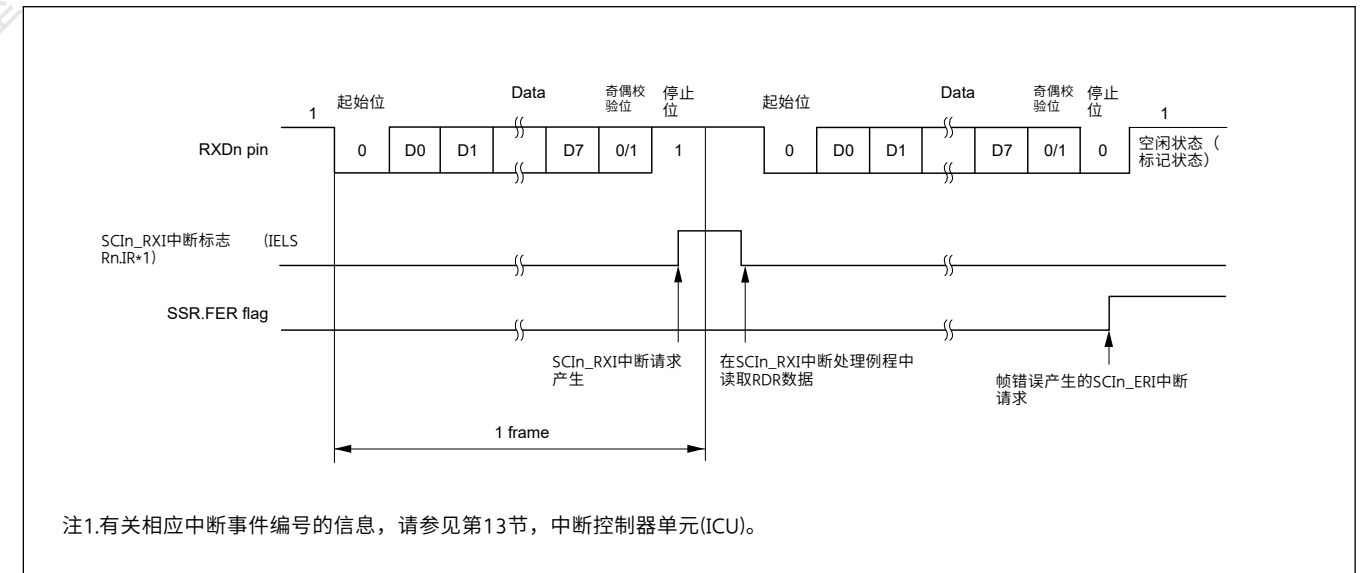 Data
奇偶校
验位
停止
位
Data
奇偶校
验位
停止
位
1
起始位
起始位
1
RXDn pin
0 D0 D1 D7 0/1 1
0 D0 D1 D7 0/1 0
空闲状态（
标记状态）
SCIn_RXI中断标志 (IELS
Rn.IR*1)
SSR.FER flag
SCIn_RXI中断请求
产生
在SCIn_RXI中断处理例程中
读取RDR数据
帧错误产生的SCIn_ERI中断
请求
1 frame
注1.有关相应中断事件编号的信息，请参见第13节，中断控制器单元(ICU)。